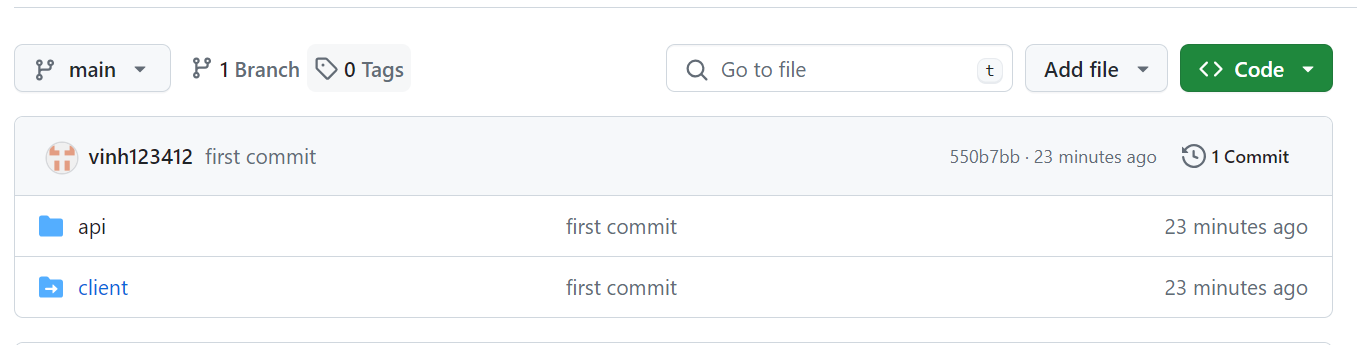 main 1 Branch 0 Tags Go to file t Add file Code
vinh123412 first commit 550b7bb · 23 minutes ago 1 Commit
api first commit 23 minutes ago
client first commit 23 minutes ago